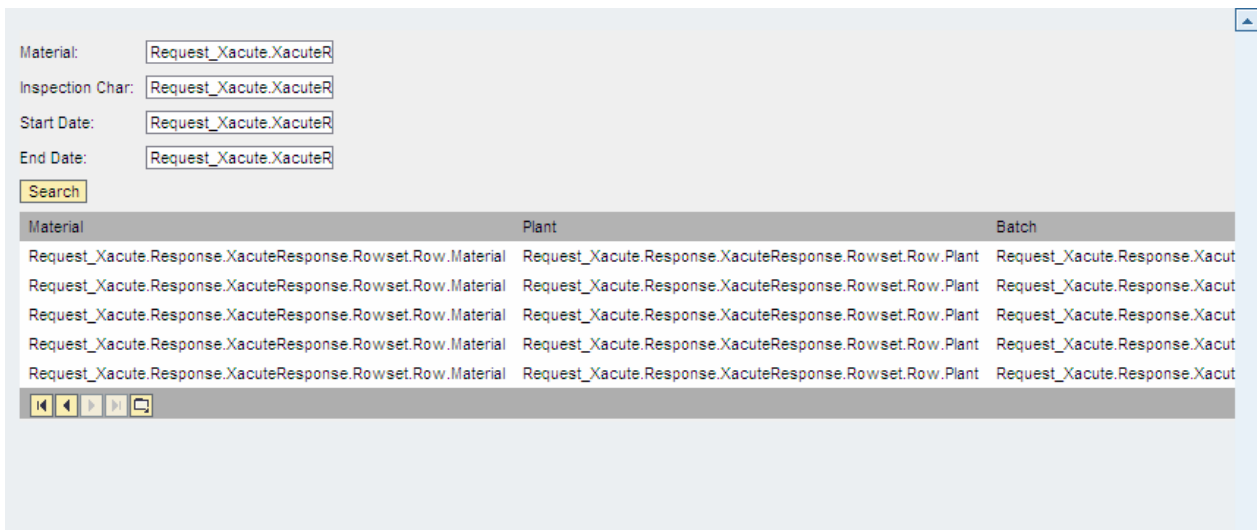 Material: Request_Xacute.XacuteR
Inspection Char: Request_Xacute.XacuteR
Start Date: Request_Xacute.XacuteR
End Date: Request_Xacute.XacuteR
Search
Material Plant Batch
Request_Xacute.Response.XacuteResponse.Rowset.Row.Material Request_Xacute.Response.XacuteResponse.Rowset.Row.Plant Request_Xacute.Response.Xacut
Request_Xacute.Response.XacuteResponse.Rowset.Row.Material Request_Xacute.Response.XacuteResponse.Rowset.Row.Plant Request_Xacute.Response.Xacut
Request_Xacute.Response.XacuteResponse.Rowset.Row.Material Request_Xacute.Response.XacuteResponse.Rowset.Row.Plant Request_Xacute.Response.Xacut
Request_Xacute.Response.XacuteResponse.Rowset.Row.Material Request_Xacute.Response.XacuteResponse.Rowset.Row.Plant Request_Xacute.Response.Xacut
Request_Xacute.Response.XacuteResponse.Rowset.Row.Material Request_Xacute.Response.XacuteResponse.Rowset.Row.Plant Request_Xacute.Response.Xacut